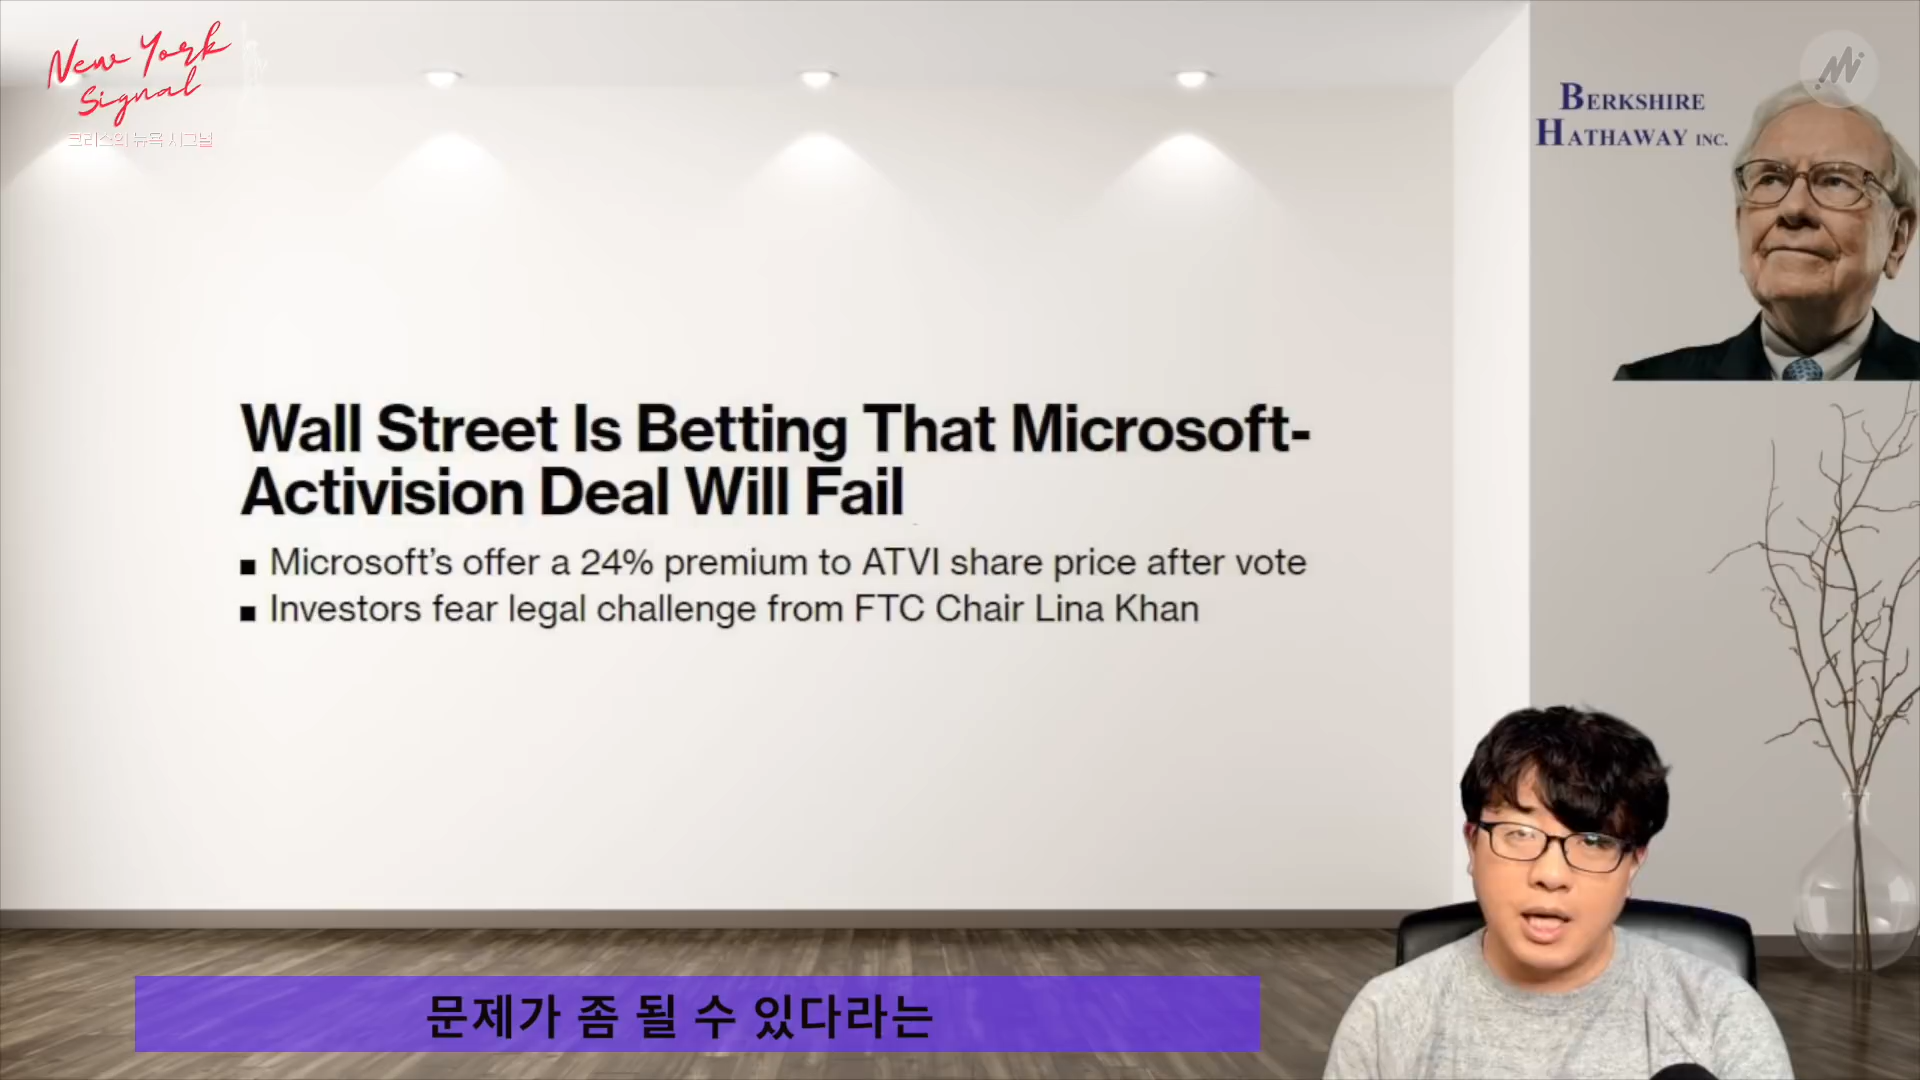 New York
Signal
크리스의 뉴욕 시그널
BERKSHIRE
HATHAWAY INC.
Wall Street Is Betting That Microsoft-
Activision Deal Will Fail
▪ Microsoft’s offer a 24% premium to ATVI share price after vote
▪ Investors fear legal challenge from FTC Chair Lina Khan
문제가 좀 될 수 있다라는